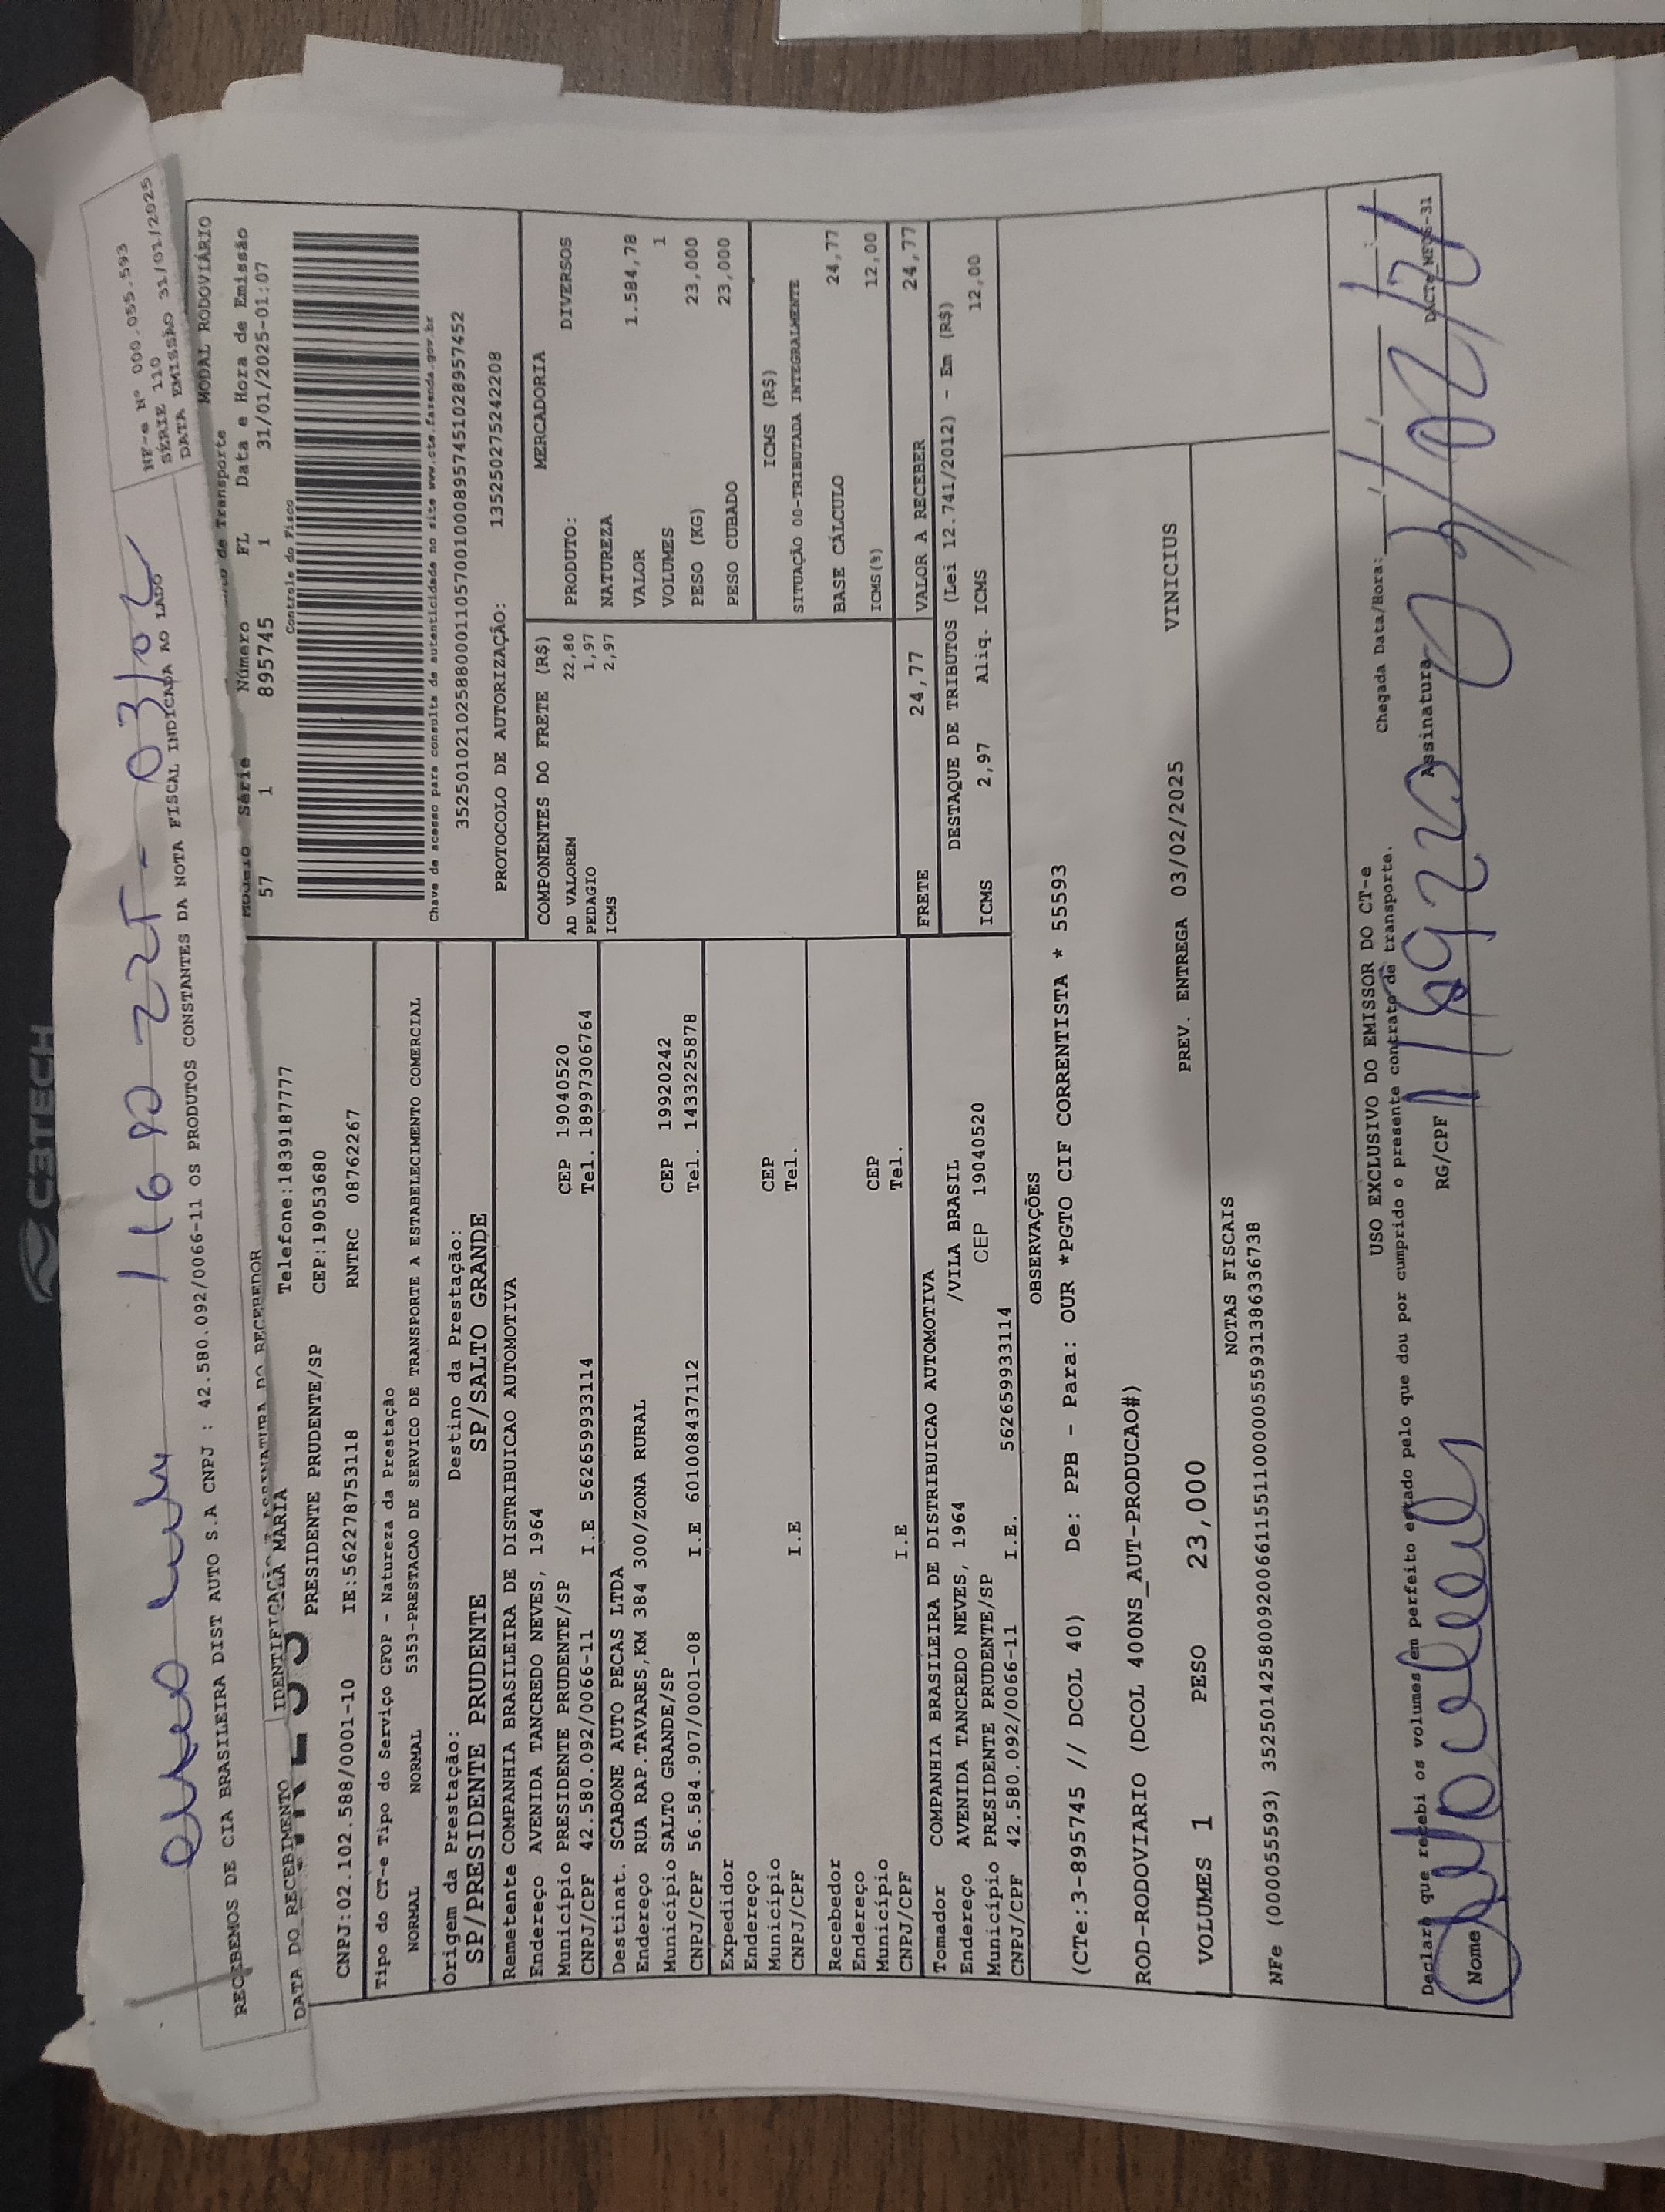 C3TECH
03/02
NF-e Nº 000.055.593
SÉRIE 110
DATA EMISSÃO 31/01/2025
RECEBEMOS DE CIA BRASILEIRA DIST AUTO S.A CNPJ : 42.580.092/0066-11 OS PRODUTOS CONSTANTES DA NOTA FISCAL INDICADA AO LADO
DATA DO RECEBIMENTO
de Transporte
MODAL RODOVIÁRIO
Modelo Série Número FL Data e Hora de Emissão
57 1 895745 1 31/01/2025-01:07
Controle do Fisco
MARIA Telefone:1839187777
PRESIDENTE PRUDENTE/SP CEP:19053680
CNPJ:02.102.588/0001-10 IE:562278753118 RNTRC 08762267
Chave de acesso para consulta de autenticidade no site www.cte.fazenda.gov.br
35250102102588000110570010008957451028957452
PROTOCOLO DE AUTORIZAÇÃO: 135250275242208
Tipo do CT-e Tipo do Serviço CFOP - Natureza da Prestação
NORMAL NORMAL 5353-PRESTACAO DE SERVICO DE TRANSPORTE A ESTABELECIMENTO COMERCIAL
Origem da Prestação: Destino da Prestação:
SP/PRESIDENTE PRUDENTE SP/SALTO GRANDE
Remetente COMPANHIA BRASILEIRA DE DISTRIBUICAO AUTOMOTIVA
Endereço AVENIDA TANCREDO NEVES, 1964
Município PRESIDENTE PRUDENTE/SP CEP 19040520
CNPJ/CPF 42.580.092/0066-11 I.E 562659933114 Tel. 18997306764
Destinat. SCABONE AUTO PECAS LTDA
Endereço RUA RAP.TAVARES,KM 384 300/ZONA RURAL
Município SALTO GRANDE/SP CEP 19920242
CNPJ/CPF 56.584.907/0001-08 I.E 601008437112 Tel. 1433225878
Expedidor
Endereço
Município CEP
CNPJ/CPF I.E Tel.
Recebedor
Endereço
Município CEP
CNPJ/CPF I.E Tel.
Tomador COMPANHIA BRASILEIRA DE DISTRIBUICAO AUTOMOTIVA
Endereço AVENIDA TANCREDO NEVES, 1964 /VILA BRASIL
Município PRESIDENTE PRUDENTE/SP CEP 19040520
CNPJ/CPF 42.580.092/0066-11 I.E. 562659933114
COMPONENTES DO FRETE (R$)
AD VALOREM 22,80
PEDAGIO 1,97
ICMS 2,97
MERCADORIA
PRODUTO: DIVERSOS
NATUREZA
VALOR 1.584,78
VOLUMES 1
PESO (KG) 23,000
PESO CUBADO 23,000
ICMS (R$)
SITUAÇÃO 00-TRIBUTADA INTEGRALMENTE
BASE CÁLCULO 24,77
ICMS(%) 12,00
FRETE 24,77 VALOR A RECEBER 24,77
DESTAQUE DE TRIBUTOS (Lei 12.741/2012) - Em (R$)
ICMS 2,97 Aliq. ICMS 12,00
OBSERVAÇÕES
(CTe:3-895745 // DCOL 40) De: PPB - Para: OUR *PGTO CIF CORRENTISTA * 55593
ROD-RODOVIARIO (DCOL 400NS_AUT-PRODUCAO#)
VOLUMES 1 PESO 23,000 PREV. ENTREGA 03/02/2025 VINICIUS
NOTAS FISCAIS
NFe (000055593) 35250142580092006611551100000555931386336738
USO EXCLUSIVO DO EMISSOR DO CT-e
Chegada Data/Hora: / / :
Declaro que recebi os volumes em perfeito estado pelo que dou por cumprido o presente contrato de transporte.
Nome RG/CPF Assinatura